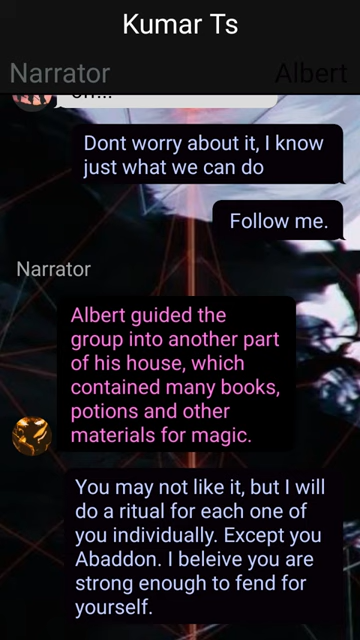 Kumar Ts
Narrator
Albert
Dont worry about it, I know
just what we can do
Follow me.
Narrator
Albert guided the
group into another part
of his house, which
contained many books,
potions and other
materials for magic.
You may not like it, but I will
do a ritual for each one of
you individually. Except you
Abaddon. I beleive you are
strong enough to fend for
yourself.